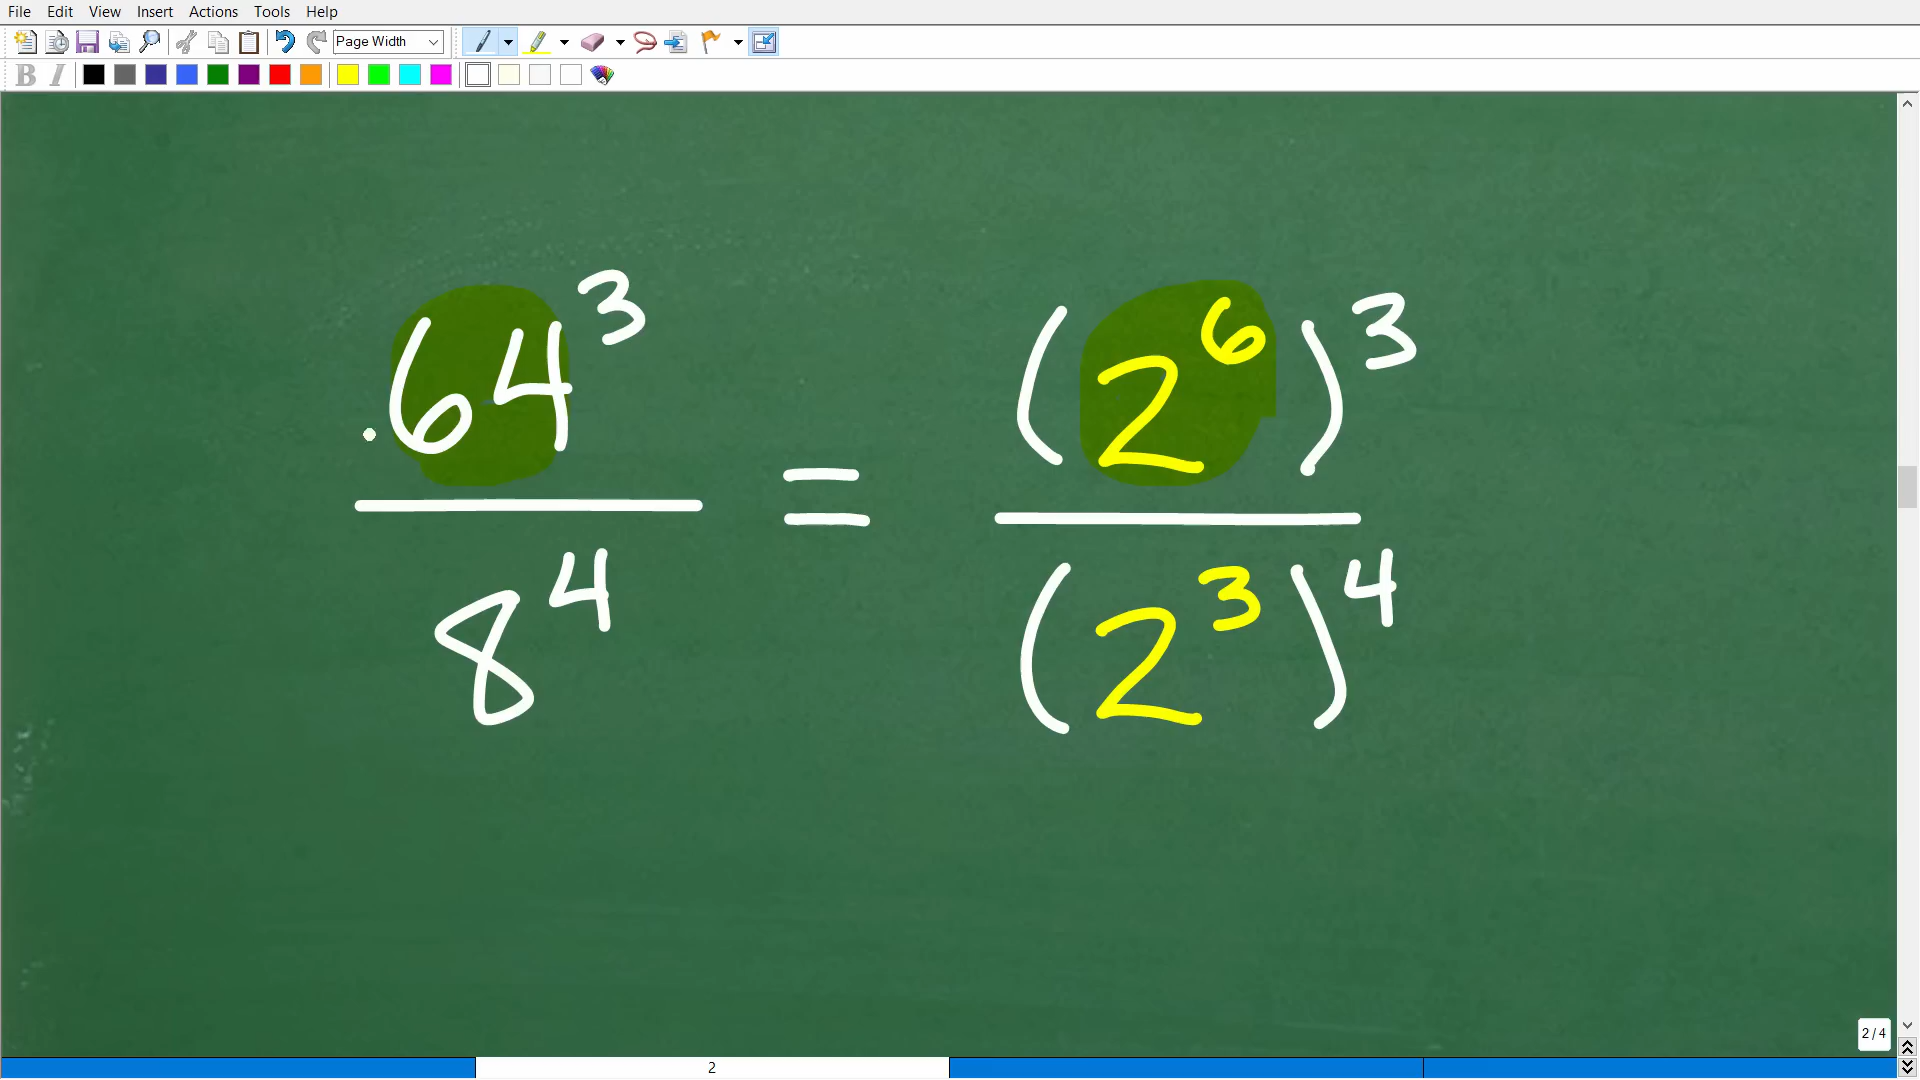 File Edit View Insert Actions Tools Help
Page Width
B I
64³ / 8⁴ = (2⁶)³ / (2³)⁴
2 / 4
2